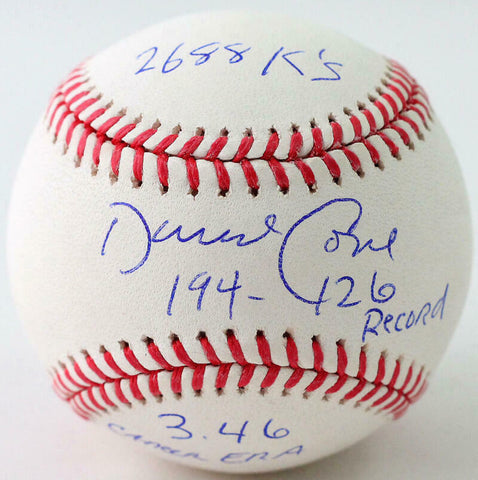 2688 K's
David Cone
194-126
Record
3.46
Career ERA